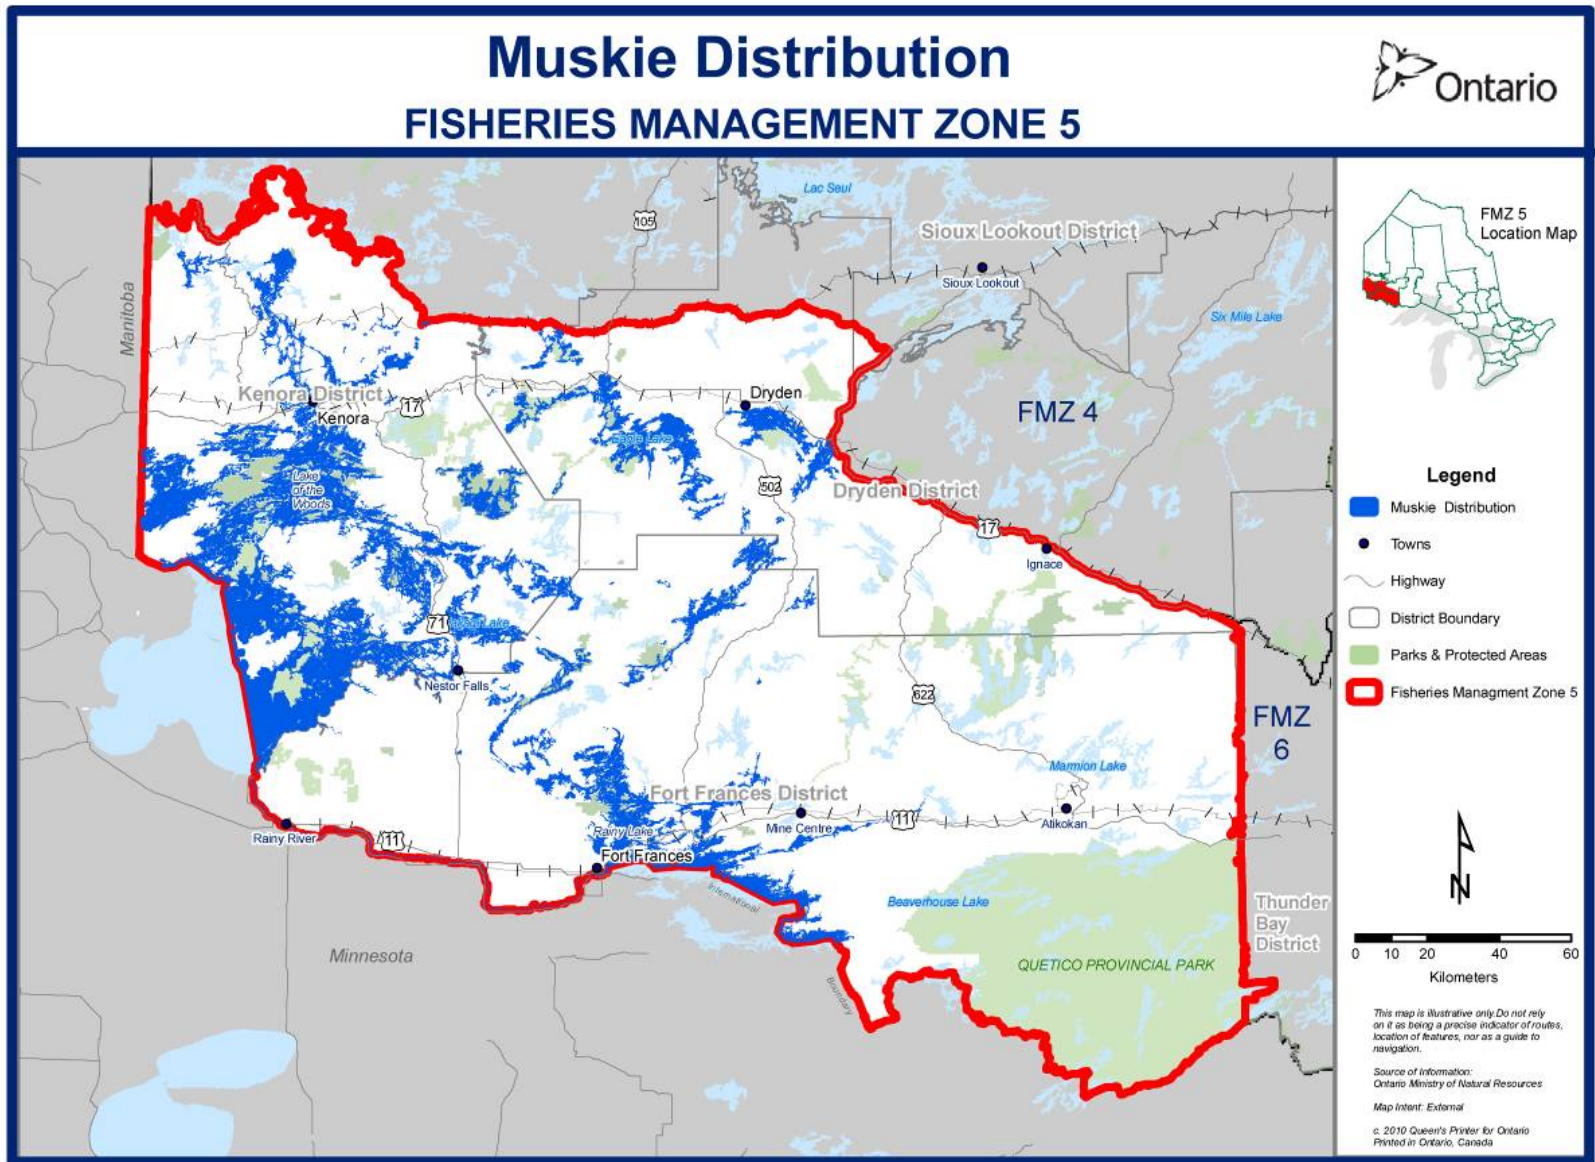 Muskie Distribution
FISHERIES MANAGEMENT ZONE 5
Ontario
Lac Seul
105
Sioux Lookout District
Sioux Lookout
Six Mile Lake
Manitoba
Kenora District
Kenora
17
Dryden
FMZ 4
Eagle Lake
Lake
of the
Woods
502
Dryden District
17
Ignace
71
Lake
Nestor Falls
622
FMZ
6
Marmion Lake
Fort Frances District
Mine Centre
11
Atikokan
Rainy River
11
Rainy Lake
Fort Frances
International
Boundary
Beaverhouse Lake
Thunder
Bay
District
Minnesota
QUETICO PROVINCIAL PARK
FMZ 5
Location Map
Legend
Muskie Distribution
Towns
Highway
District Boundary
Parks & Protected Areas
Fisheries Managment Zone 5
N
0 10 20 40 60
Kilometers
This map is illustrative only.Do not rely
on it as being a precise indicator of routes,
location of features, nor as a guide to
navigation.
Source of Information:
Ontario Ministry of Natural Resources
Map Intent: External
c. 2010 Queen's Printer for Ontario
Printed in Ontario, Canada